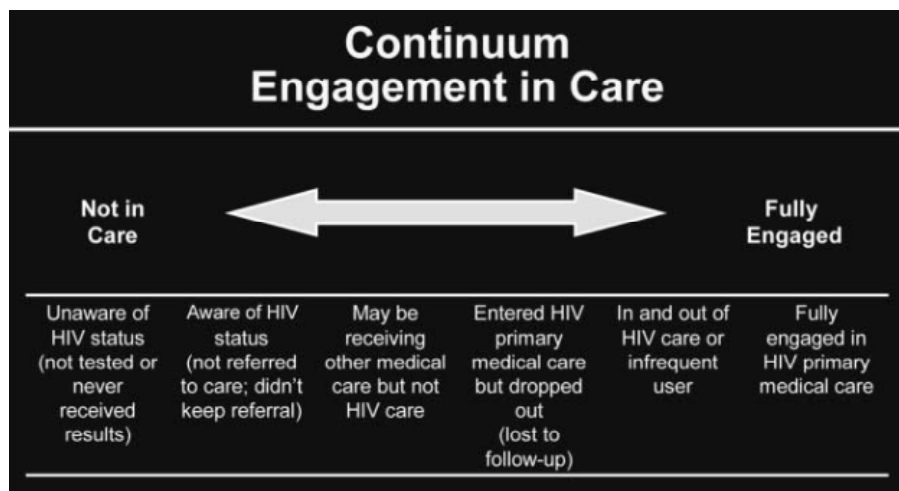 Continuum
Engagement in Care
Not in
Care
Fully
Engaged
Unaware of
HIV status
(not tested or
never
received
results)
Aware of HIV
status
(not referred
to care; didn't
keep referral)
May be
receiving
other medical
care but not
HIV care
Entered HIV
primary
medical care
but dropped
out
(lost to
follow-up)
In and out of
HIV care or
infrequent
user
Fully
engaged in
HIV primary
medical care